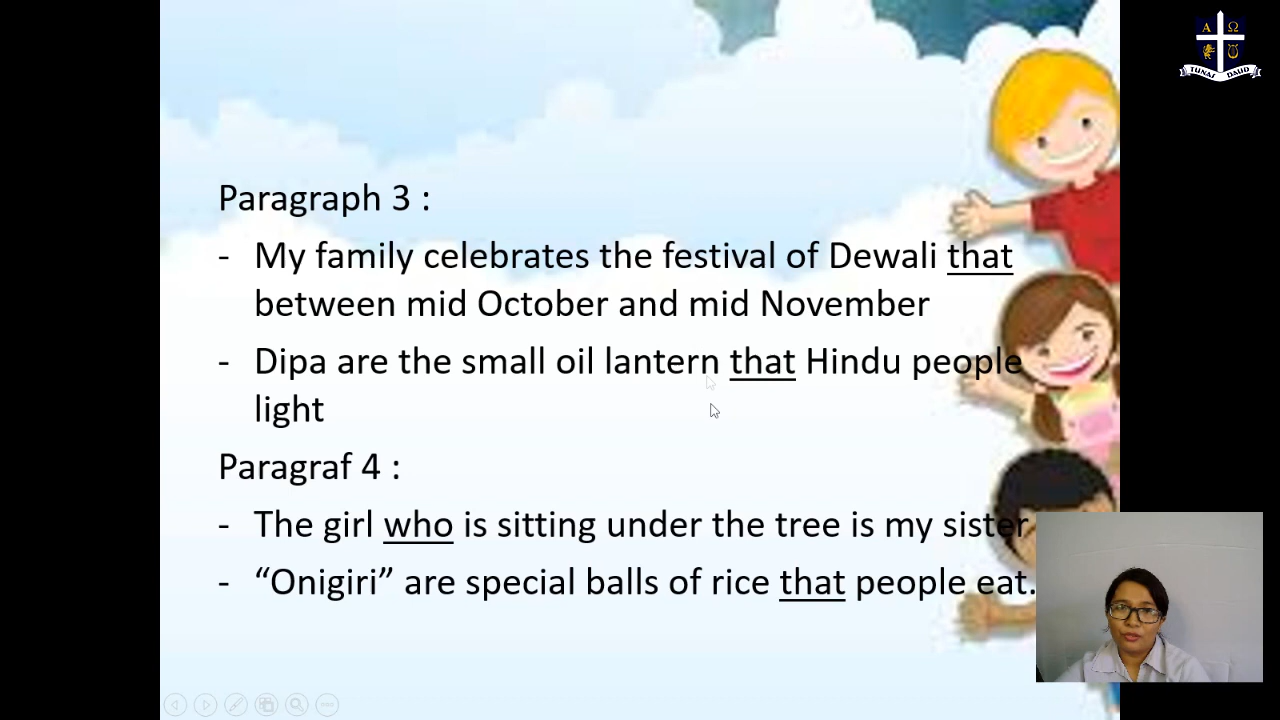 Α Ω
TUNAS DAUD
Paragraph 3 :
- My family celebrates the festival of Dewali that
between mid October and mid November
- Dipa are the small oil lantern that Hindu people
light
Paragraf 4 :
- The girl who is sitting under the tree is my sister
- “Onigiri” are special balls of rice that people eat.